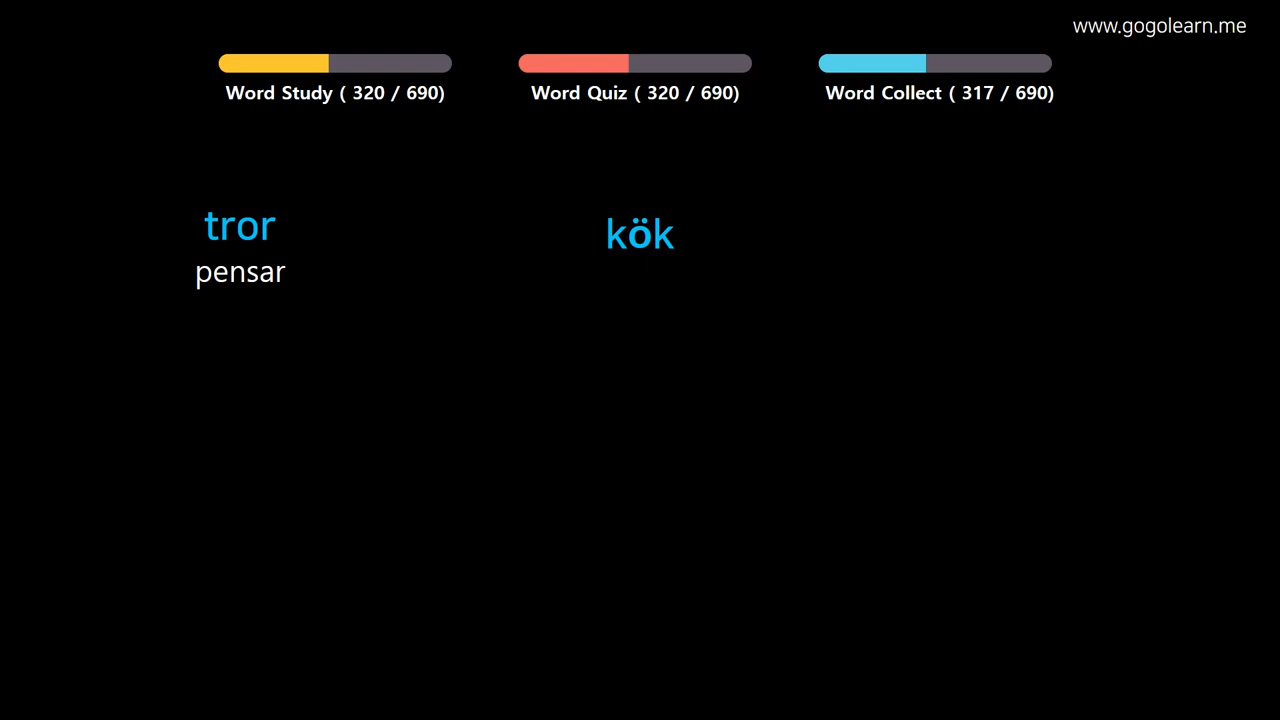 www.gogolearn.me
Word Study ( 320 / 690)
Word Quiz ( 320 / 690)
Word Collect ( 317 / 690)
tror
pensar
kök